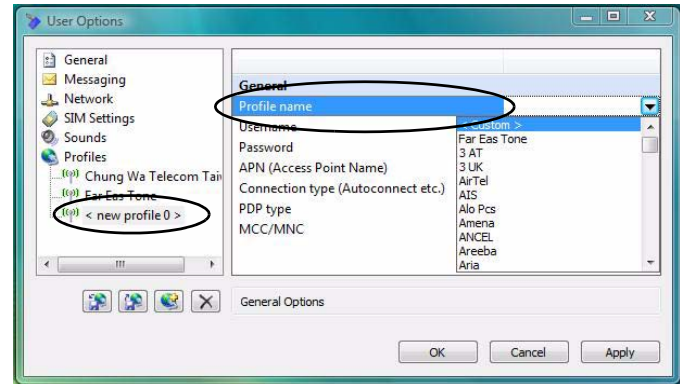 User Options
General
Messaging
Network
SIM Settings
Sounds
Profiles
Chung Wa Telecom Tai
Far Eas Tone
< new profile 0 >
General
Profile name
Username
Password
APN (Access Point Name)
Connection type (Autoconnect etc.)
PDP type
MCC/MNC
< Custom >
Far Eas Tone
3 AT
3 UK
AirTel
AIS
Alo Pcs
Amena
ANCEL
Areeba
Aria
General Options
OK
Cancel
Apply